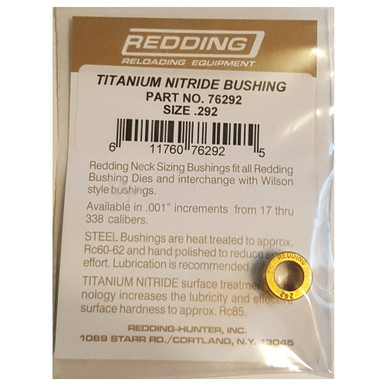 REDDING
RELOADING EQUIPMENT
TITANIUM NITRIDE BUSHING
PART NO. 76292
SIZE .292
6 11760 76292 5
Redding Neck Sizing Bushings fit all Redding
Bushing Dies and interchange with Wilson
style bushings.
Available in .001" increments from 17 thru
338 calibers.
STEEL Bushings are heat treated to approx.
Rc60-62 and hand polished to reduce
effort. Lubrication is recommended
TITANIUM NITRIDE surface
nology increases the lubricity and
surface hardness to approx. Rc85.
REDDING
292
REDDING-HUNTER, INC.
1089 STARR RD./CORTLAND, N.Y. 13045